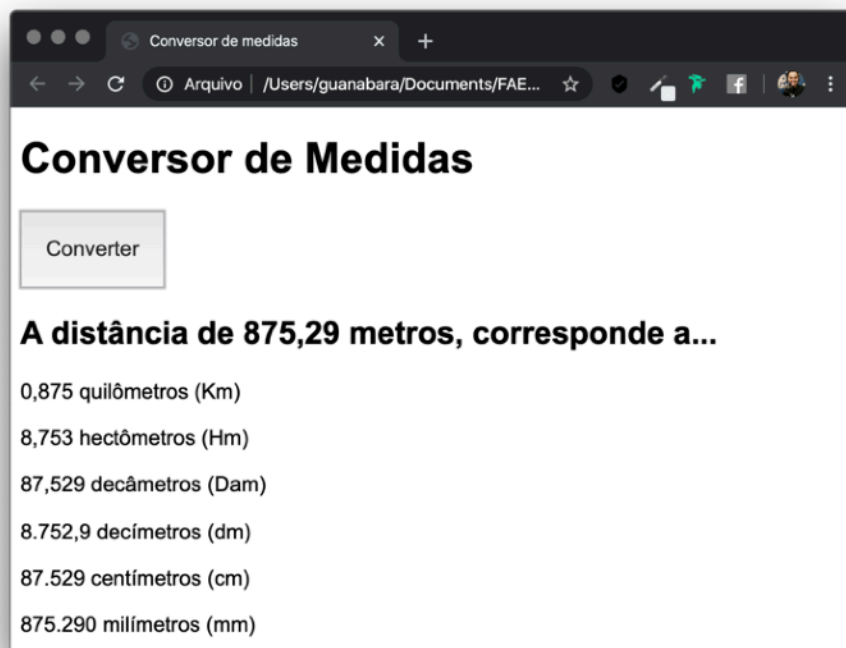 Conversor de medidas
Arquivo | /Users/guanabara/Documents/FAE...
Conversor de Medidas
Converter
A distância de 875,29 metros, corresponde a...
0,875 quilômetros (Km)
8,753 hectômetros (Hm)
87,529 decâmetros (Dam)
8.752,9 decímetros (dm)
87.529 centímetros (cm)
875.290 milímetros (mm)